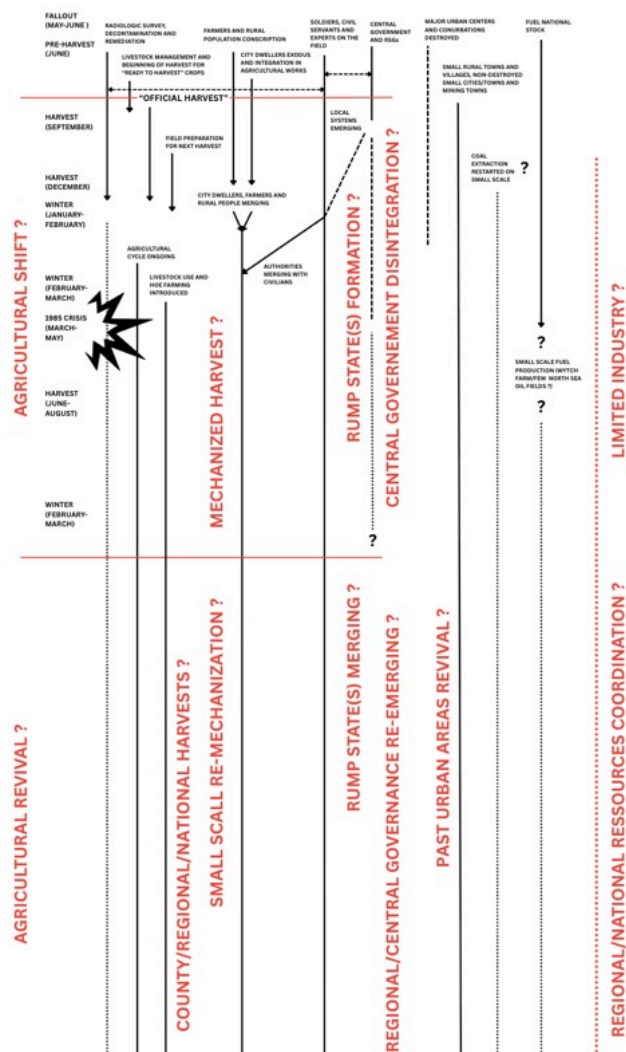 FALLOUT
(MAY-JUNE )
PRE-HARVEST
(JUNE)
RADIOLOGIC SURVEY,
DECONTAMINATION AND
REMEDIATION
LIVESTOCK MANAGEMENT AND
BEGINNING OF HARVEST FOR
"READY TO HARVEST" CROPS
FARMERS AND RURAL
POPULATION CONSCRIPTION
CITY DWELLERS EXODUS
AND INTEGRATION IN
AGRICULTURAL WORKS
SOLDIERS, CIVIL
SERVANTS AND
EXPERTS ON THE
FIELD
CENTRAL
GOVERNMENT
AND RSGs
MAJOR URBAN CENTERS
AND CONURBATIONS
DESTROYED
SMALL RURAL TOWNS AND
VILLAGES, NON-DESTROYED
SMALL CITIES/TOWNS AND
MINING TOWNS
FUEL NATIONAL
STOCK
"OFFICIAL HARVEST"
HARVEST
(SEPTEMBER)
FIELD PREPARATION
FOR NEXT HARVEST
LOCAL
SYSTEMS
EMERGING
COAL
EXTRACTION
RESTARTED ON
SMALL SCALE
?
HARVEST
(DECEMBER)
WINTER
(JANUARY-
FEBRUARY)
CITY DWELLERS, FARMERS AND
RURAL PEOPLE MERGING
AGRICULTURAL
CYCLE ONGOING
LIVESTOCK USE AND
HOE FARMING
INTRODUCED
AUTHORITIES
MERGING WITH
CIVILIANS
WINTER
(FEBRUARY-
MARCH)
1985 CRISIS
(MARCH-
MAY)
?
SMALL SCALE FUEL
PRODUCTION (WYTCH
FARM/FEW NORTH SEA
OIL FIELDS ?)
?
HARVEST
(JUNE-
AUGUST)
WINTER
(FEBRUARY-
MARCH)
?
AGRICULTURAL SHIFT ?
MECHANIZED HARVEST ?
RUMP STATE(S) FORMATION ?
CENTRAL GOVERNEMENT DISINTEGRATION ?
LIMITED INDUSTRY ?
AGRICULTURAL REVIVAL ?
COUNTY/REGIONAL/NATIONAL HARVESTS ?
SMALL SCALL RE-MECHANIZATION ?
RUMP STATE(S) MERGING ?
REGIONAL/CENTRAL GOVERNANCE RE-EMERGING ?
PAST URBAN AREAS REVIVAL ?
REGIONAL/NATIONAL RESSOURCES COORDINATION ?